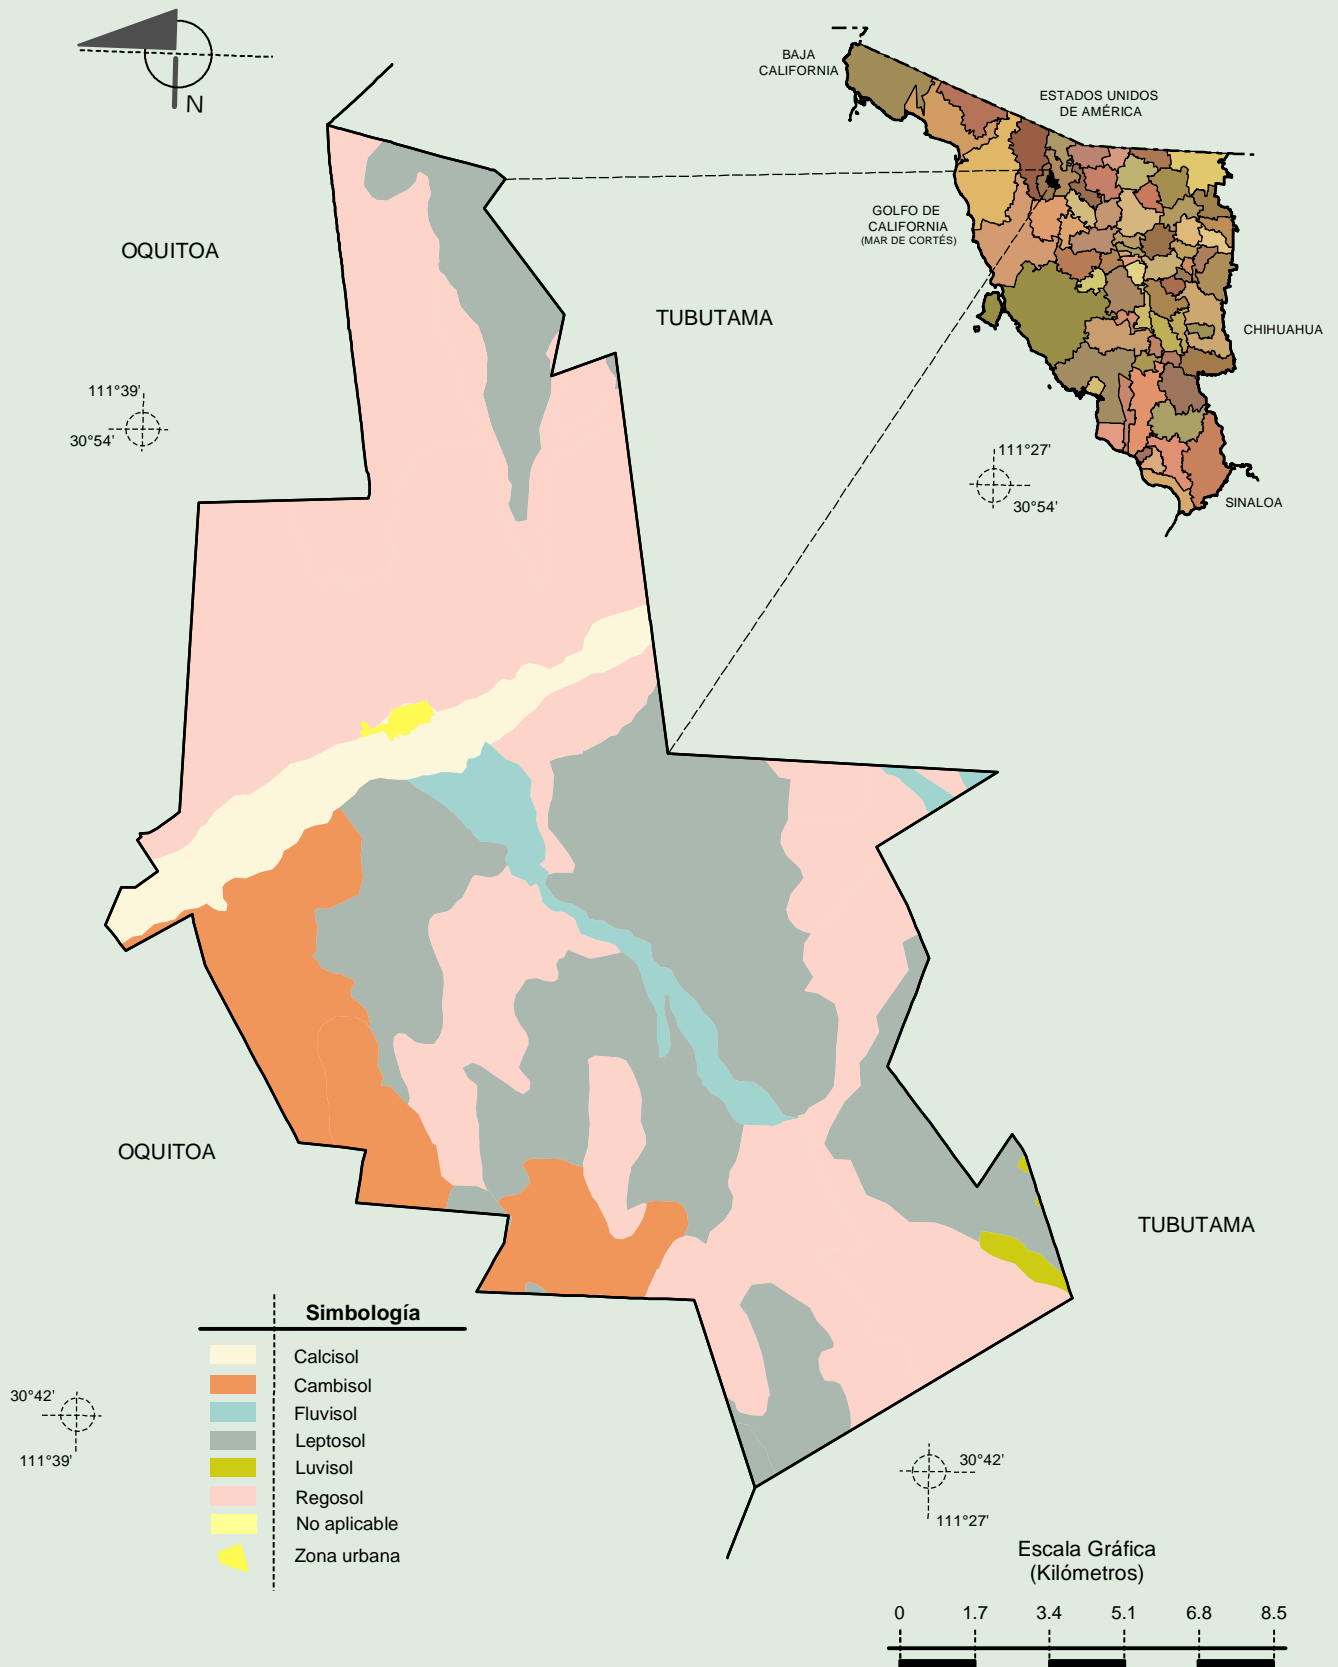 N
BAJA
CALIFORNIA
ESTADOS UNIDOS
DE AMÉRICA
GOLFO DE
CALIFORNIA
(MAR DE CORTÉS)
OQUITOA
TUBUTAMA
CHIHUAHUA
111°39'
30°54'
111°27'
30°54'
SINALOA
OQUITOA
TUBUTAMA
Simbología
Calcisol
Cambisol
Fluvisol
Leptosol
Luvisol
Regosol
No aplicable
Zona urbana
30°42'
111°39'
30°42'
111°27'
Escala Gráfica
(Kilómetros)
0 1.7 3.4 5.1 6.8 8.5